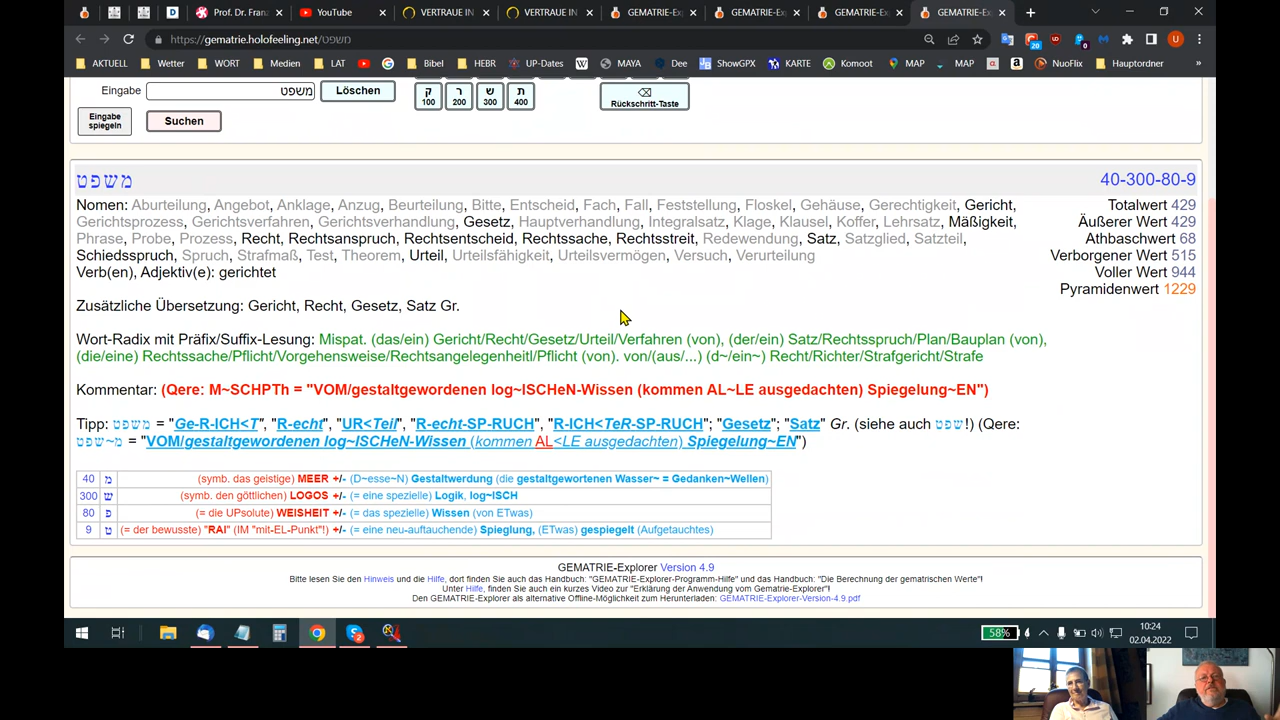 Prof. Dr. Franz
YouTube
VERTRAUE IN
VERTRAUE IN
GEMATRIE-Expl
GEMATRIE-Expl
GEMATRIE-Expl
GEMATRIE-Expl
https://gematrie.holofeeling.net/משפט
AKTUELL Wetter WORT Medien LAT Bibel HEBR UP-Dates MAYA Dee ShowGPX KARTE Komoot MAP MAP NuoFlix Hauptordner »
Eingabe משפט Löschen
ק 100 ר 200 ש 300 ת 400
Rückschritt-Taste
Eingabe spiegeln
Suchen
משפט 40-300-80-9
Nomen: Aburteilung, Angebot, Anklage, Anzug, Beurteilung, Bitte, Entscheid, Fach, Fall, Feststellung, Floskel, Gehäuse, Gerechtigkeit, Gericht, Totalwert 429
Gerichtsprozess, Gerichtsverfahren, Gerichtsverhandlung, Gesetz, Hauptverhandlung, Integralsatz, Klage, Klausel, Koffer, Lehrsatz, Mäßigkeit, Äußerer Wert 429
Phrase, Probe, Prozess, Recht, Rechtsanspruch, Rechtsentscheid, Rechtssache, Rechtsstreit, Redewendung, Satz, Satzglied, Satzteil, Athbaschwert 68
Schiedsspruch, Spruch, Strafmaß, Test, Theorem, Urteil, Urteilsfähigkeit, Urteilsvermögen, Versuch, Verurteilung Verborgener Wert 515
Verb(en), Adjektiv(e): gerichtet Voller Wert 944
Pyramidenwert 1229
Zusätzliche Übersetzung: Gericht, Recht, Gesetz, Satz Gr.
Wort-Radix mit Präfix/Suffix-Lesung: Mispat. (das/ein) Gericht/Recht/Gesetz/Urteil/Verfahren (von), (der/ein) Satz/Rechtsspruch/Plan/Bauplan (von),
(die/eine) Rechtssache/Pflicht/Vorgehensweise/Rechtsangelegenheitl/Pflicht (von). von/(aus/...) (d~/ein~) Recht/Richter/Strafgericht/Strafe
Kommentar: (Qere: M~SCHPTh = "VOM/gestaltgewordenen log~ISCHeN-Wissen (kommen AL~LE ausgedachten) Spiegelung~EN")
Tipp: משפט = "Ge-R-ICH<T", "R-echt", "UR<Teil", "R-echt-SP-RUCH", "R-ICH<TeR-SP-RUCH"; "Gesetz"; "Satz" Gr. (siehe auch שפט!) (Qere:
מ~שפט = "VOM/gestaltgewordenen log~ISCHeN-Wissen (kommen AL<LE ausgedachten) Spiegelung~EN")
40 מ (symb. das geistige) MEER +/- (D~esse~N) Gestaltwerdung (die gestaltgewortenen Wasser~ = Gedanken~Wellen)
300 ש (symb. den göttlichen) LOGOS +/- (= eine spezielle) Logik, log~ISCH
80 פ (= die UPsolute) WEISHEIT +/- (= das spezielle) Wissen (von ETwas)
9 ט (= der bewusste) "RAI" (IM "mit-EL-Punkt"!) +/- (= eine neu-auftauchende) Spieglung, (ETwas) gespiegelt (Aufgetauchtes)
GEMATRIE-Explorer Version 4.9
Bitte lesen Sie den Hinweis und die Hilfe, dort finden Sie auch das Handbuch: "GEMATRIE-Explorer-Programm-Hilfe" und das Handbuch: "Die Berechnung der gematrischen Werte"!
Unter Hilfe, finden Sie auch ein kurzes Video zur "Erklärung der Anwendung vom Gematrie-Explorer"!
Den GEMATRIE-Explorer als alternative Offline-Möglichkeit zum Herunterladen: GEMATRIE-Explorer-Version-4.9.pdf
58%
10:24
02.04.2022